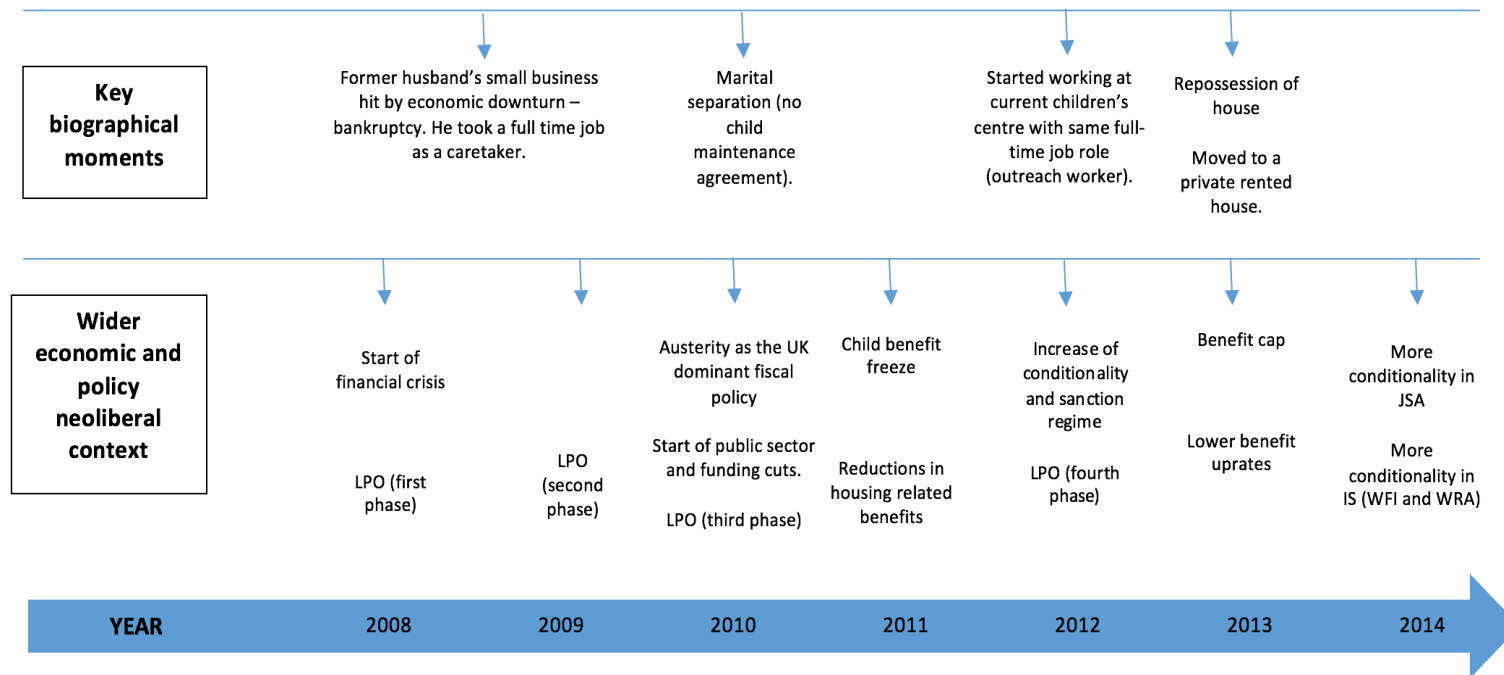 Key
biographical
moments
Former husband’s small business
hit by economic downturn –
bankruptcy. He took a full time job
as a caretaker.
Marital
separation (no
child
maintenance
agreement).
Started working at
current children’s
centre with same full-
time job role
(outreach worker).
Repossession of
house
Moved to a
private rented
house.
Wider
economic and
policy
neoliberal
context
Start of
financial crisis
LPO (first
phase)
LPO
(second
phase)
Austerity as the UK
dominant fiscal
policy
Start of public sector
and funding cuts.
LPO (third phase)
Child benefit
freeze
Reductions in
housing related
benefits
Increase of
conditionality
and sanction
regime
LPO (fourth
phase)
Benefit cap
Lower benefit
uprates
More
conditionality in
JSA
More
conditionality in
IS (WFI and WRA)
YEAR 2008 2009 2010 2011 2012 2013 2014